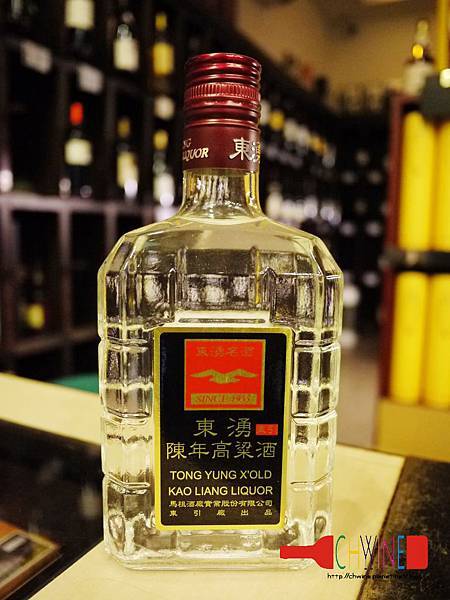 LIQUOR
東湧
東湧名酒
SINCE 1953
東湧
東引
陳年高粱酒
TONG YUNG X'OLD
KAO LIANG LIQUOR
馬祖酒廠實業股份有限公司
東引廠出品
CHWINE